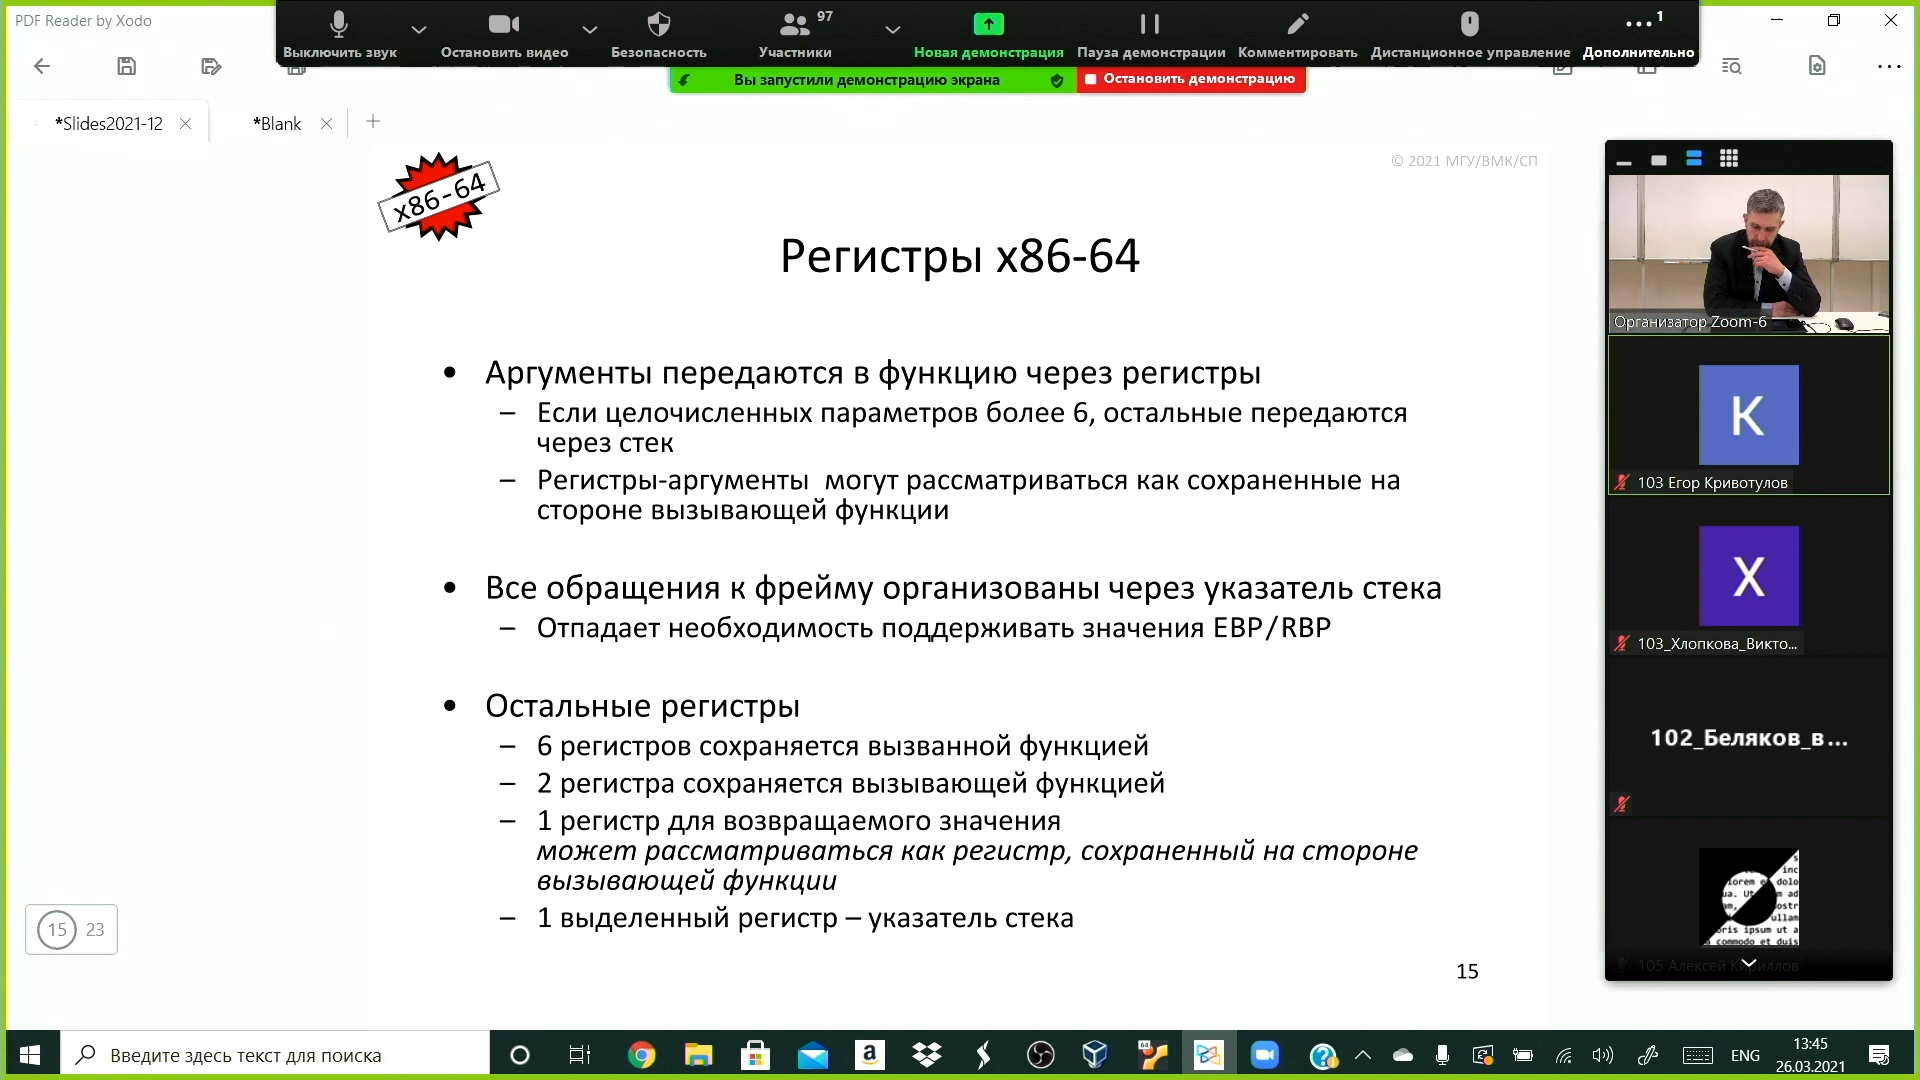 PDF Reader by Xodo
Выключить звук
Остановить видео
Безопасность
97
Участники
Новая демонстрация
Пауза демонстрации
Комментировать
Дистанционное управление
1
Дополнительно
Вы запустили демонстрацию экрана
Остановить демонстрацию
*Slides2021-12
*Blank
x86-64
© 2021 МГУ/ВМК/СП
Регистры x86-64
• Аргументы передаются в функцию через регистры
– Если целочисленных параметров более 6, остальные передаются
через стек
– Регистры-аргументы могут рассматриваться как сохраненные на
стороне вызывающей функции
• Все обращения к фрейму организованы через указатель стека
– Отпадает необходимость поддерживать значения EBP/RBP
• Остальные регистры
– 6 регистров сохраняется вызванной функцией
– 2 регистра сохраняется вызывающей функцией
– 1 регистр для возвращаемого значения
может рассматриваться как регистр, сохраненный на стороне
вызывающей функции
– 1 выделенный регистр – указатель стека
15
15 23
Организатор Zoom-6
К
103 Егор Кривотулов
Х
103_Хлопкова_Викто...
102_Беляков_в...
105 Алексей Кириллов
Введите здесь текст для поиска
ENG
13:45
26.03.2021